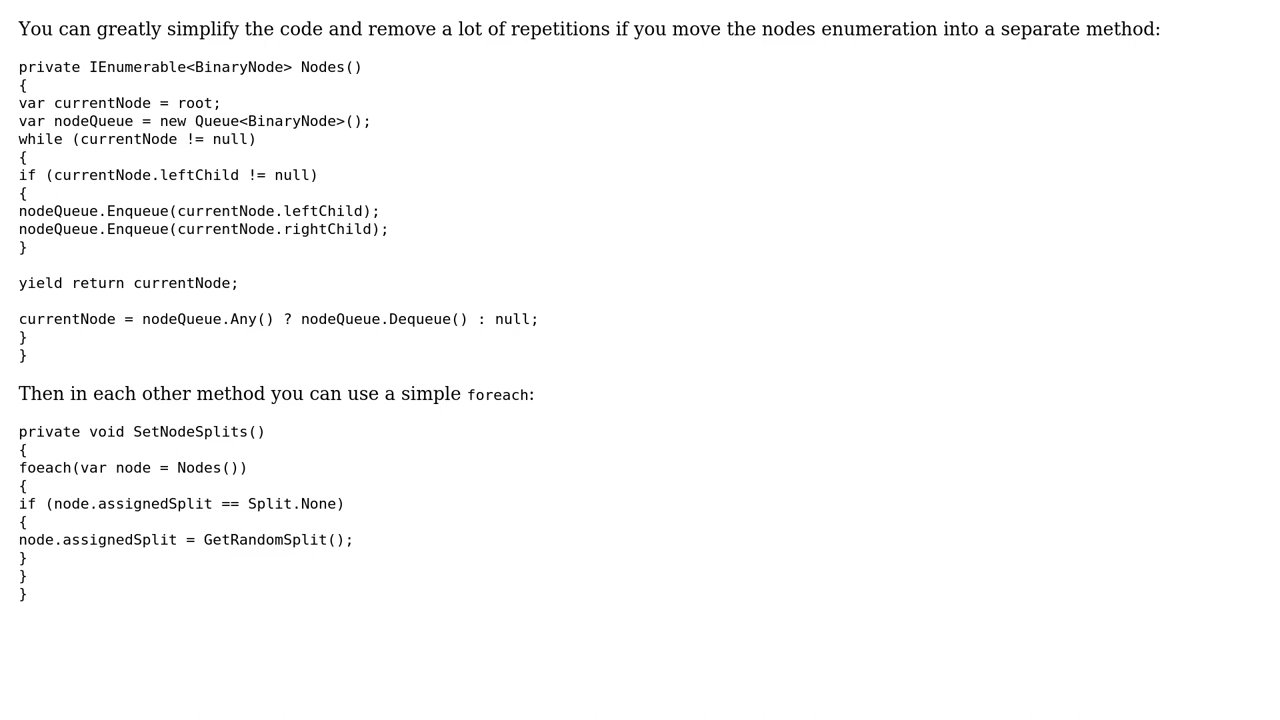 You can greatly simplify the code and remove a lot of repetitions if you move the nodes enumeration into a separate method:
private IEnumerable<BinaryNode> Nodes()
{
var currentNode = root;
var nodeQueue = new Queue<BinaryNode>();
while (currentNode != null)
{
if (currentNode.leftChild != null)
{
nodeQueue.Enqueue(currentNode.leftChild);
nodeQueue.Enqueue(currentNode.rightChild);
}
yield return currentNode;
currentNode = nodeQueue.Any() ? nodeQueue.Dequeue() : null;
}
}
Then in each other method you can use a simple foreach:
private void SetNodeSplits()
{
foeach(var node = Nodes())
{
if (node.assignedSplit == Split.None)
{
node.assignedSplit = GetRandomSplit();
}
}
}